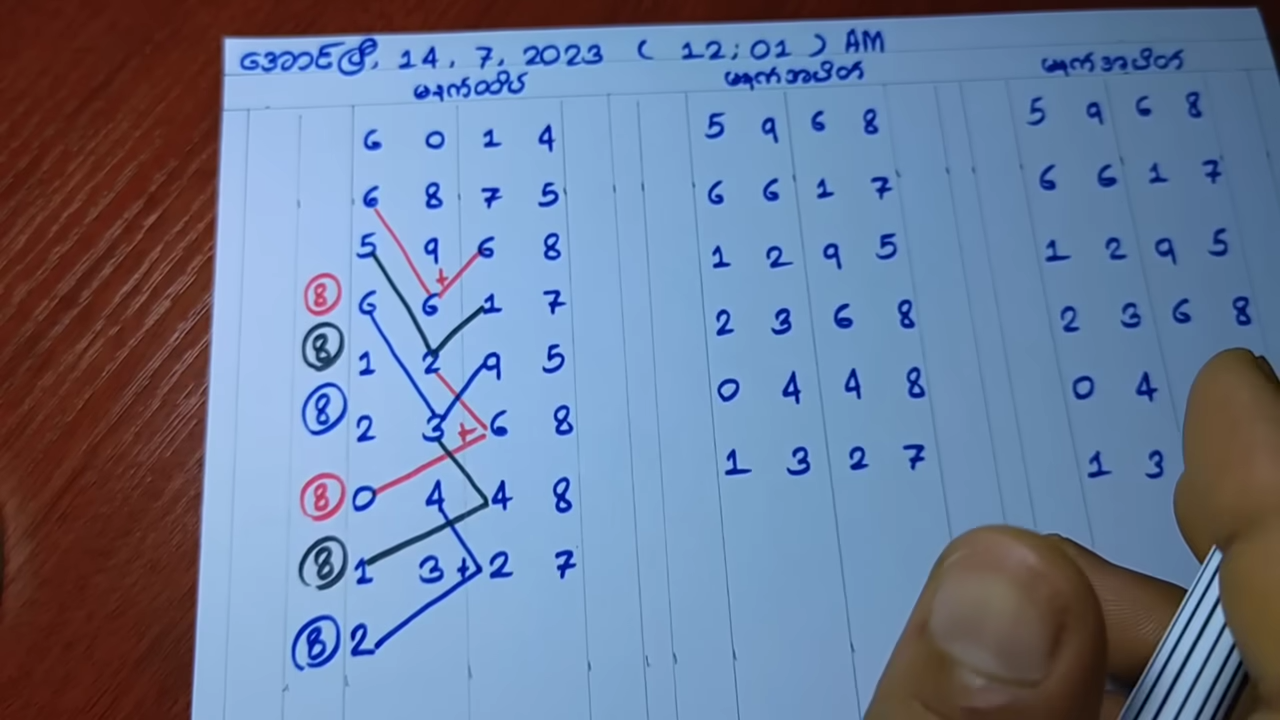 အောင်ဗြီ. 14 . 7 . 2023 ( 12:01 ) AM
6 0 1 4
6 8 7 5
5 9 6 8
⑧ 6 6 1 7
⑧ 1 2 9 5
⑧ 2 3 + 6 8
⑧ 0 4 4 8
⑧ 1 3 + 2 7
⑧ 2
5 9 6 8
6 6 1 7
1 2 9 5
2 3 6 8
0 4 4 8
1 3 2 7
5 9 6 8
6 6 1 7
1 2 9 5
2 3 6 8
0 4
1 3